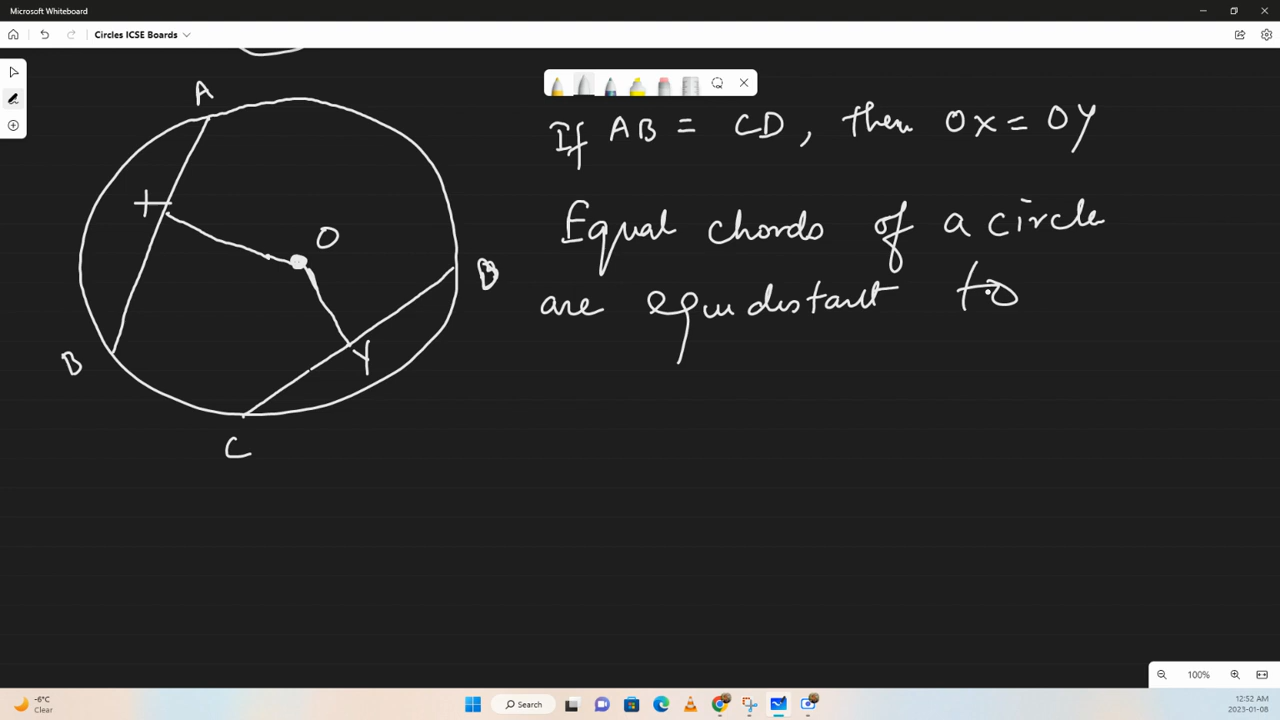 Microsoft Whiteboard
Circles ICSE Boards
A
O
B
Y
C
If AB = CD, then OX = OY
Equal chords of a circle
are equidistant to
100%
-6°C
Clear
Search
12:52 AM
2023-01-08